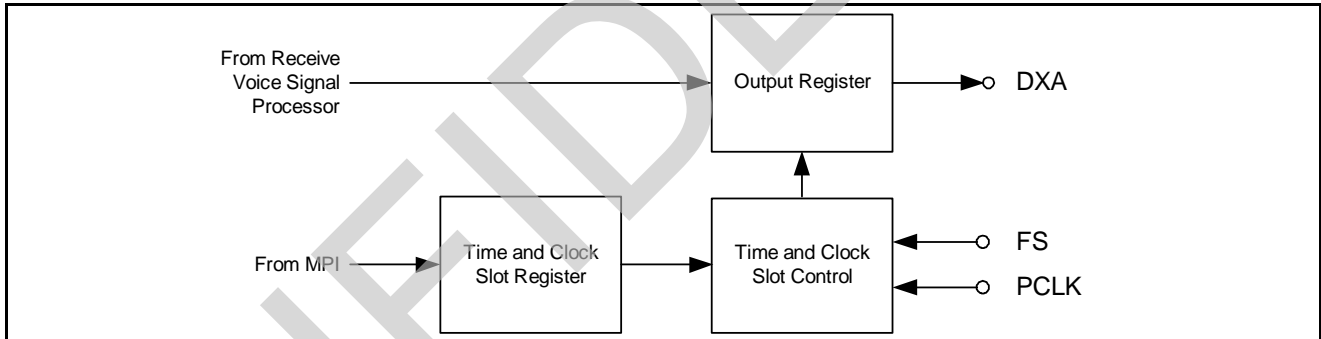 From Receive
Voice Signal
Processor
Output Register
DXA
From MPI
Time and Clock
Slot Register
Time and Clock
Slot Control
FS
PCLK